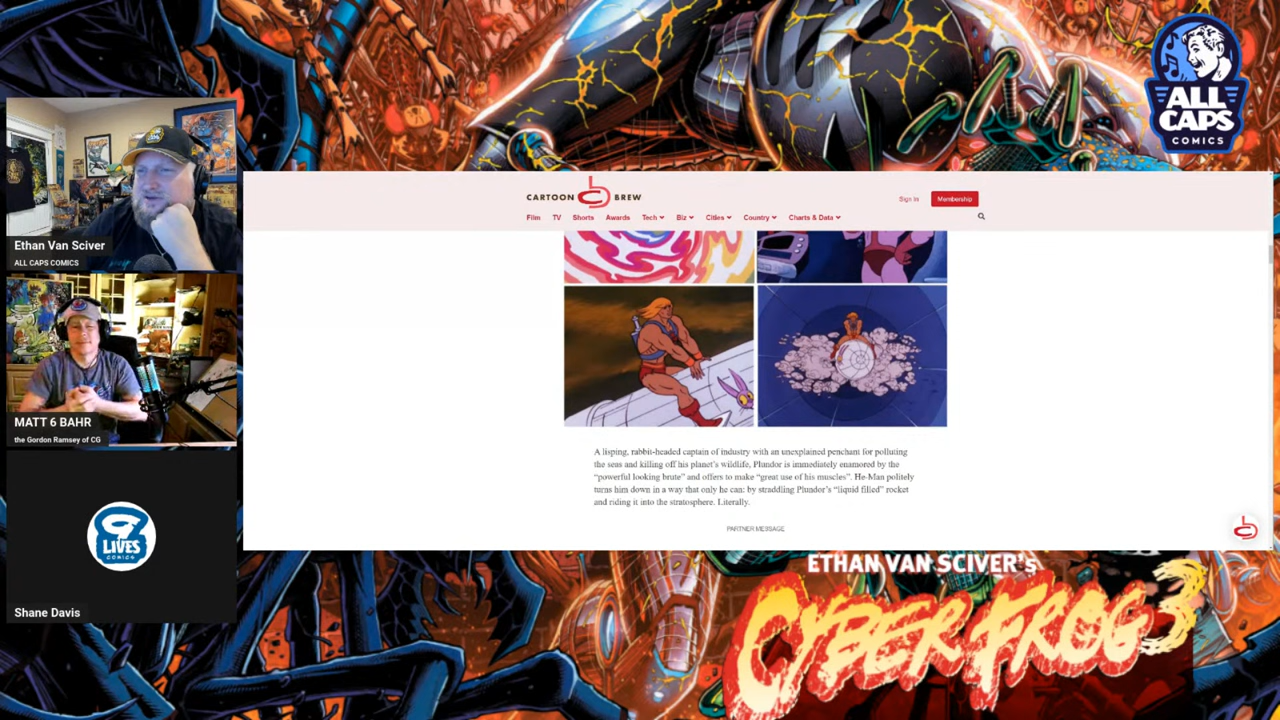 ALL
CAPS
COMICS
Ethan Van Sciver
ALL CAPS COMICS
MATT 6 BAHR
the Gordon Ramsey of CG
9
LIVES
COMICS
Shane Davis
CARTOON BREW
Sign In
Membership
Film TV Shorts Awards Tech Biz Cities Country Charts & Data
A lisping, rabbit-headed captain of industry with an unexplained penchant for polluting
the seas and killing off his planet's wildlife, Plundor is immediately enamored by the
“powerful looking brute” and offers to make “great use of his muscles”. He-Man politely
turns him down in a way that only he can: by straddling Plundor's “liquid filled” rocket
and riding it into the stratosphere. Literally.
PARTNER MESSAGE
ETHAN VAN SCIVER's
CYBERFROG 3